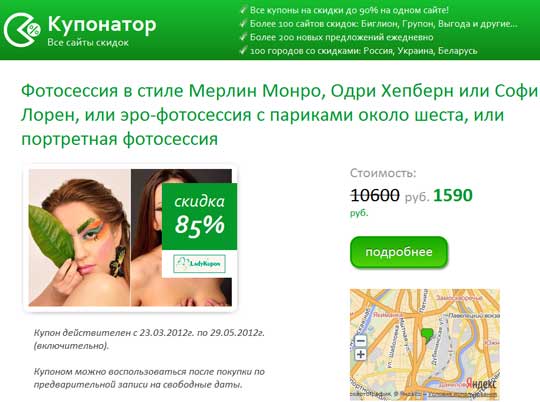 Купонатор
Все сайты скидок
Все купоны на скидки до 90% на одном сайте!
Более 100 сайтов скидок: Биглион, Групон, Выгода и другие...
Более 200 новых предложений ежедневно
100 городов со скидками: Россия, Украина, Беларусь
Фотосессия в стиле Мерлин Монро, Одри Хепберн или Софи
Лорен, или эро-фотосессия с париками около шеста, или
портретная фотосессия
скидка
85%
LadyKupon
Стоимость:
10600 руб. 1590
руб.
подробнее
Купон действителен с 23.03.2012г. по 29.05.2012г.
(включительно).
Купоном можно воспользоваться после покупки по
предварительной записи на свободные даты.
Замоскворечье
Якиманка
Яндекс
Условия использования